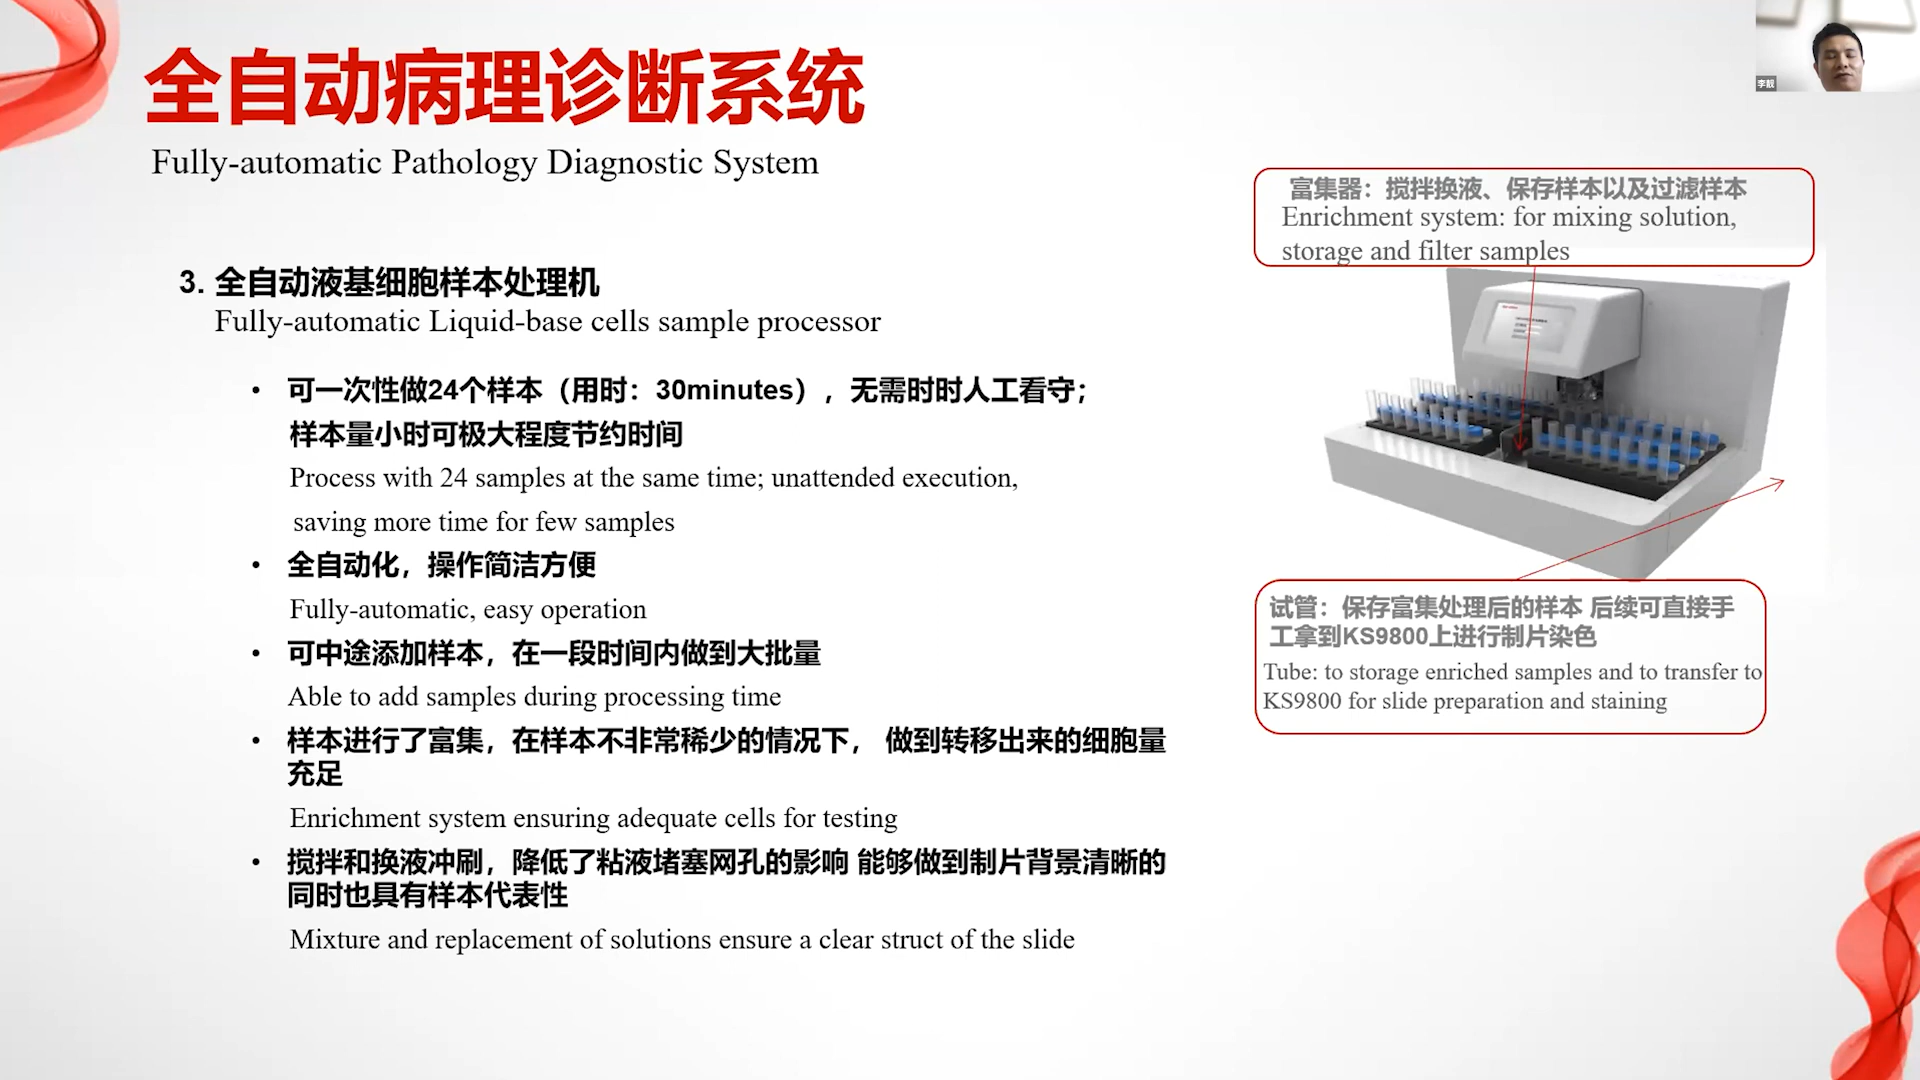 全自动病理诊断系统
Fully-automatic Pathology Diagnostic System
李靓
富集器：搅拌换液、保存样本以及过滤样本
Enrichment system: for mixing solution,
storage and filter samples
3. 全自动液基细胞样本处理机
Fully-automatic Liquid-base cells sample processor
• 可一次性做24个样本（用时：30minutes），无需时时人工看守；
样本量小时可极大程度节约时间
Process with 24 samples at the same time; unattended execution,
saving more time for few samples
• 全自动化，操作简洁方便
Fully-automatic, easy operation
• 可中途添加样本，在一段时间内做到大批量
Able to add samples during processing time
• 样本进行了富集，在样本不非常稀少的情况下， 做到转移出来的细胞量
充足
Enrichment system ensuring adequate cells for testing
• 搅拌和换液冲刷，降低了粘液堵塞网孔的影响 能够做到制片背景清晰的
同时也具有样本代表性
Mixture and replacement of solutions ensure a clear struct of the slide
试管：保存富集处理后的样本 后续可直接手
工拿到KS9800上进行制片染色
Tube: to storage enriched samples and to transfer to
KS9800 for slide preparation and staining